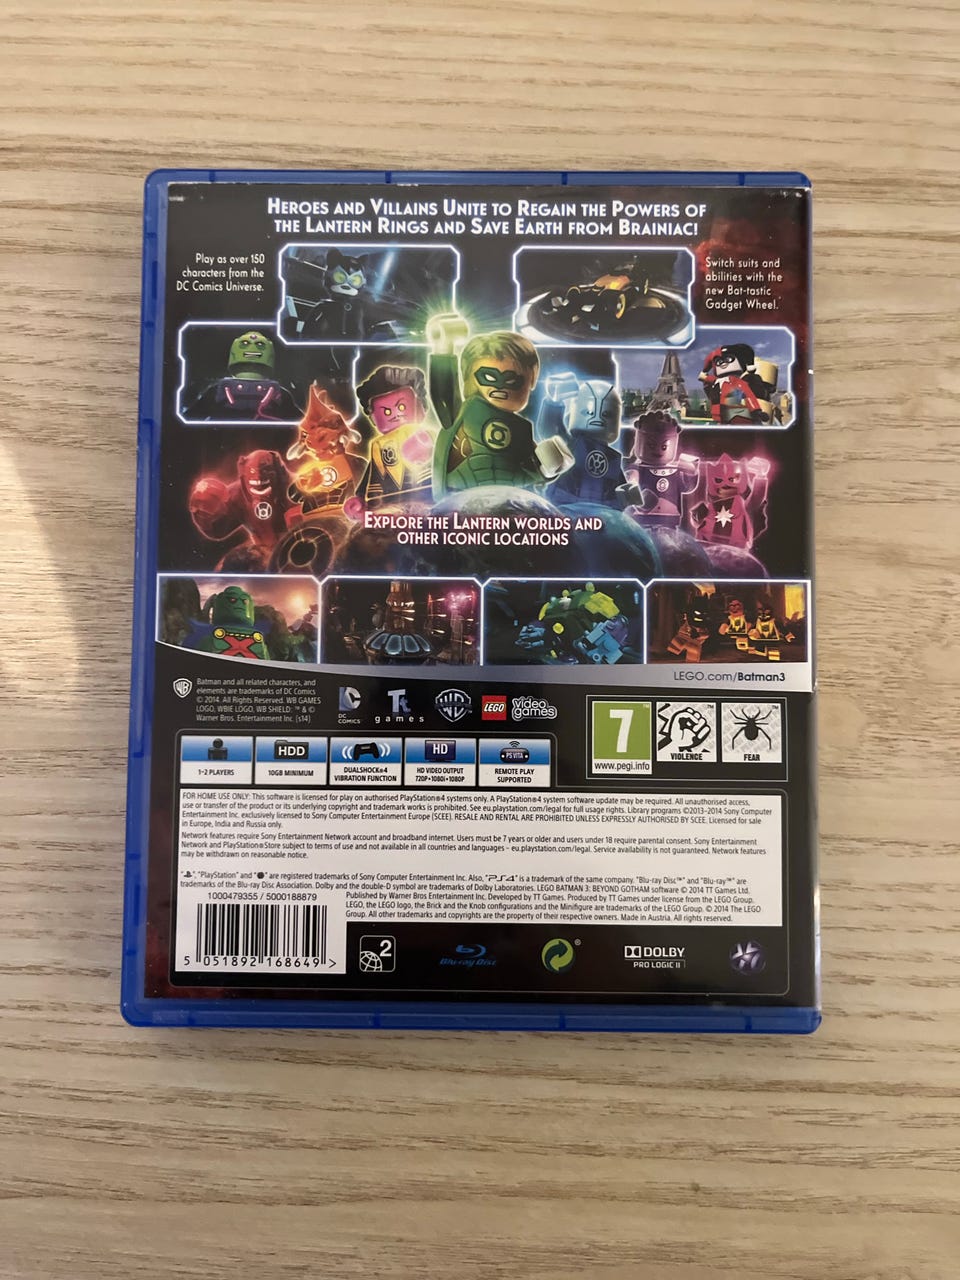 HEROES AND VILLAINS UNITE TO REGAIN THE POWERS OF
THE LANTERN RINGS AND SAVE EARTH FROM BRAINIAC!
Play as over 150
characters from the
DC Comics Universe.
Switch suits and
abilities with the
new Bat-tastic
Gadget Wheel.
EXPLORE THE LANTERN WORLDS AND
OTHER ICONIC LOCATIONS
LEGO.com/Batman3
Batman and all related characters, and
elements are trademarks of DC Comics
© 2014. All Rights Reserved. WB GAMES
LOGO, WBIE LOGO, WB SHIELD: ™ & ©
Warner Bros. Entertainment Inc. (s14)
DC
COMICS™
games
LEGO
video
games
7
www.pegi.info
VIOLENCE
FEAR
1-2 PLAYERS
HDD
10GB MINIMUM
DUALSHOCK®4
VIBRATION FUNCTION
HD
HD VIDEO OUTPUT
720P•1080i•1080P
PS VITA
REMOTE PLAY
SUPPORTED
FOR HOME USE ONLY: This software is licensed for play on authorised PlayStation®4 systems only. A PlayStation®4 system software update may be required. All unauthorised access,
use or transfer of the product or its underlying copyright and trademark works is prohibited. See eu.playstation.com/legal for full usage rights. Library programs ©2013-2014 Sony Computer
Entertainment Inc. exclusively licensed to Sony Computer Entertainment Europe (SCEE). RESALE AND RENTAL ARE PROHIBITED UNLESS EXPRESSLY AUTHORISED BY SCEE. Licensed for sale
in Europe, India and Russia only.
Network features require Sony Entertainment Network account and broadband internet. Users must be 7 years or older and users under 18 require parental consent. Sony Entertainment
Network and PlayStation®Store subject to terms of use and not available in all countries and languages – eu.playstation.com/legal. Service availability is not guaranteed. Network features
may be withdrawn on reasonable notice.
"PlayStation" and are registered trademarks of Sony Computer Entertainment Inc. Also, "PS4" is a trademark of the same company. "Blu-ray Disc™" and "Blu-ray™" are
trademarks of the Blu-ray Disc Association. Dolby and the double-D symbol are trademarks of Dolby Laboratories. LEGO BATMAN 3: BEYOND GOTHAM software © 2014 TT Games Ltd.
Published by Warner Bros. Entertainment Inc. Developed by TT Games. Produced by TT Games under license from the LEGO Group.
LEGO, the LEGO logo, the Brick and the Knob configurations and the Minifigure are trademarks of the LEGO Group. © 2014 The LEGO
Group. All other trademarks and copyrights are the property of their respective owners. Made in Austria. All rights reserved.
1000479355 / 5000188879
5 051892 168649 >
2
Blu-ray Disc
DOLBY
PRO LOGIC II